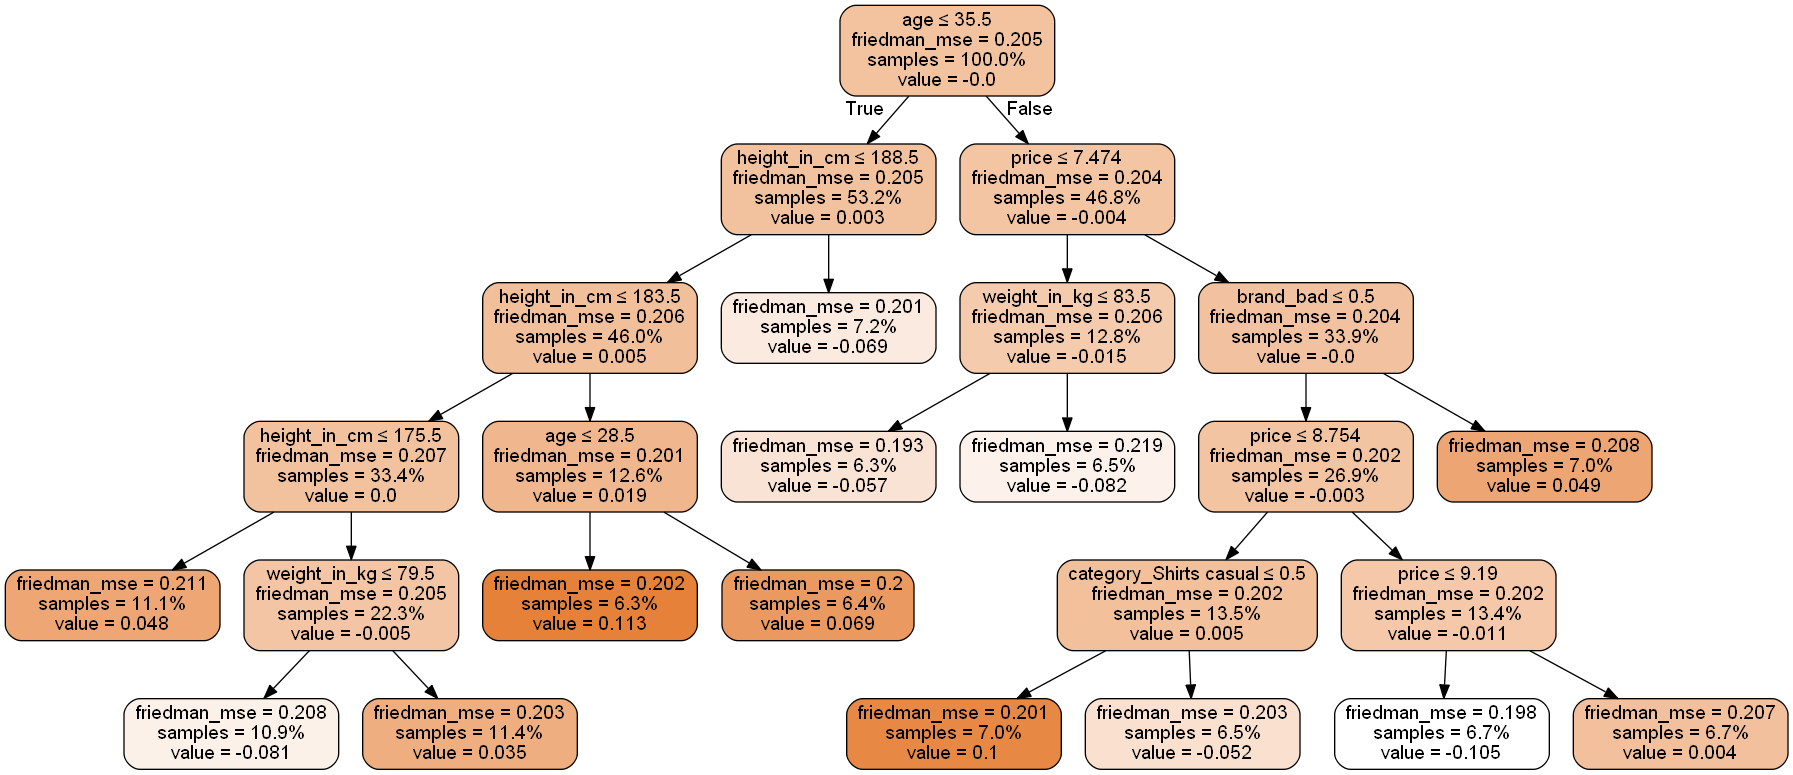 age ≤ 35.5
friedman_mse = 0.205
samples = 100.0%
value = -0.0
True
False
height_in_cm ≤ 188.5
friedman_mse = 0.205
samples = 53.2%
value = 0.003
price ≤ 7.474
friedman_mse = 0.204
samples = 46.8%
value = -0.004
height_in_cm ≤ 183.5
friedman_mse = 0.206
samples = 46.0%
value = 0.005
friedman_mse = 0.201
samples = 7.2%
value = -0.069
weight_in_kg ≤ 83.5
friedman_mse = 0.206
samples = 12.8%
value = -0.015
brand_bad ≤ 0.5
friedman_mse = 0.204
samples = 33.9%
value = -0.0
height_in_cm ≤ 175.5
friedman_mse = 0.207
samples = 33.4%
value = 0.0
age ≤ 28.5
friedman_mse = 0.201
samples = 12.6%
value = 0.019
friedman_mse = 0.193
samples = 6.3%
value = -0.057
friedman_mse = 0.219
samples = 6.5%
value = -0.082
price ≤ 8.754
friedman_mse = 0.202
samples = 26.9%
value = -0.003
friedman_mse = 0.208
samples = 7.0%
value = 0.049
friedman_mse = 0.211
samples = 11.1%
value = 0.048
weight_in_kg ≤ 79.5
friedman_mse = 0.205
samples = 22.3%
value = -0.005
friedman_mse = 0.202
samples = 6.3%
value = 0.113
friedman_mse = 0.2
samples = 6.4%
value = 0.069
category_Shirts casual ≤ 0.5
friedman_mse = 0.202
samples = 13.5%
value = 0.005
price ≤ 9.19
friedman_mse = 0.202
samples = 13.4%
value = -0.011
friedman_mse = 0.208
samples = 10.9%
value = -0.081
friedman_mse = 0.203
samples = 11.4%
value = 0.035
friedman_mse = 0.201
samples = 7.0%
value = 0.1
friedman_mse = 0.203
samples = 6.5%
value = -0.052
friedman_mse = 0.198
samples = 6.7%
value = -0.105
friedman_mse = 0.207
samples = 6.7%
value = 0.004